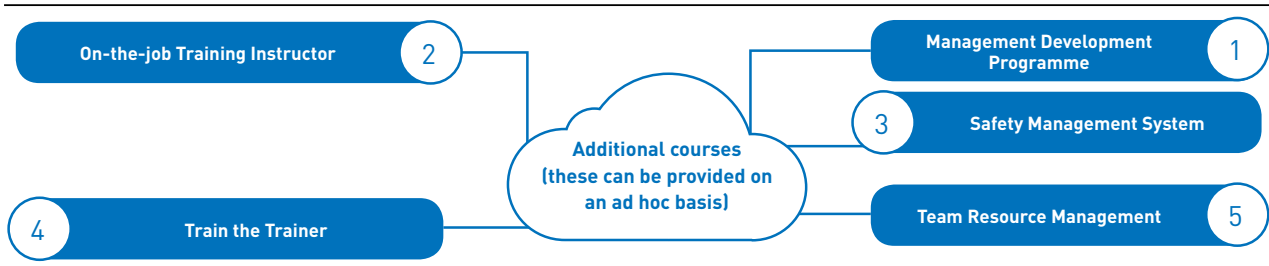 On-the-job Training Instructor
2
Management Development
Programme
1
3
Safety Management System
Additional courses
(these can be provided on
an ad hoc basis)
4
Train the Trainer
Team Resource Management
5